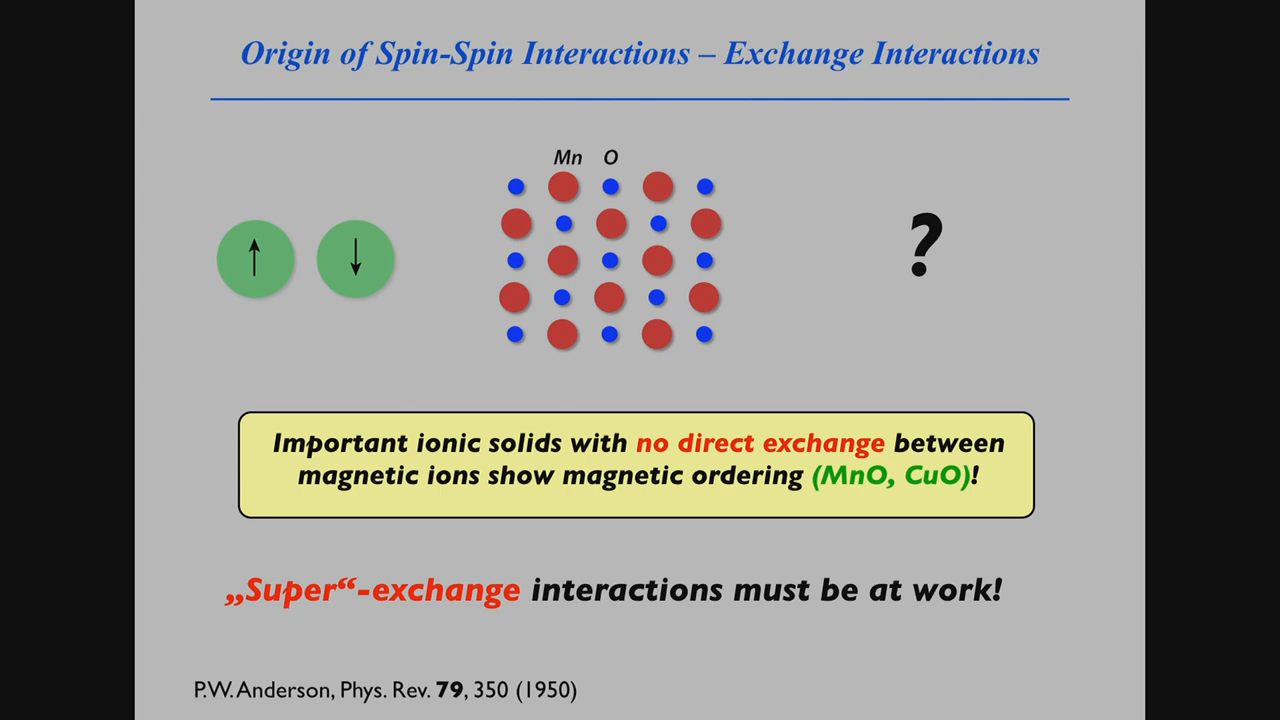 Origin of Spin-Spin Interactions – Exchange Interactions
Mn O
?
Important ionic solids with no direct exchange between
magnetic ions show magnetic ordering (MnO, CuO)!
„Super“-exchange interactions must be at work!
P.W. Anderson, Phys. Rev. 79, 350 (1950)